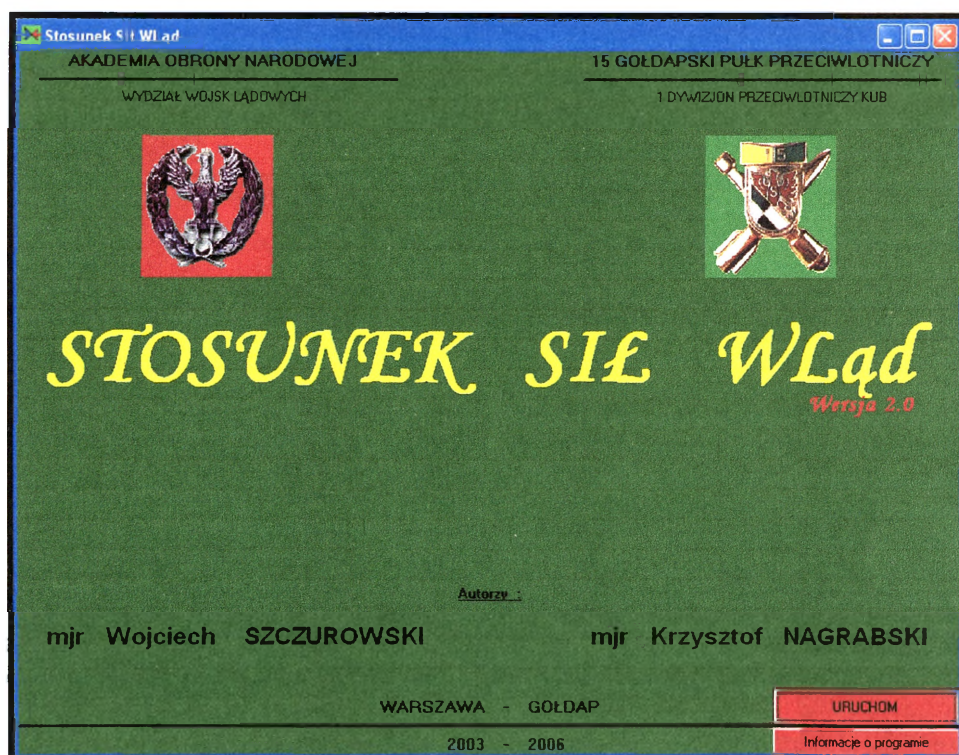 Stosunek Sił WLąd
AKADEMIA OBRONY NARODOWEJ
WYDZIAŁ WOJSK LĄDOWYCH
15 GOŁDAPSKI PUŁK PRZECIWLOTNICZY
1 DYWIZJON PRZECIWLOTNICZY KUB
15
STOSUNEK SIŁ WLąd
Wersja 2.0
Autorzy :
mjr Wojciech SZCZUROWSKI mjr Krzysztof NAGRABSKI
WARSZAWA - GOŁDAP
URUCHOM
2003 - 2006
Informacje o programie